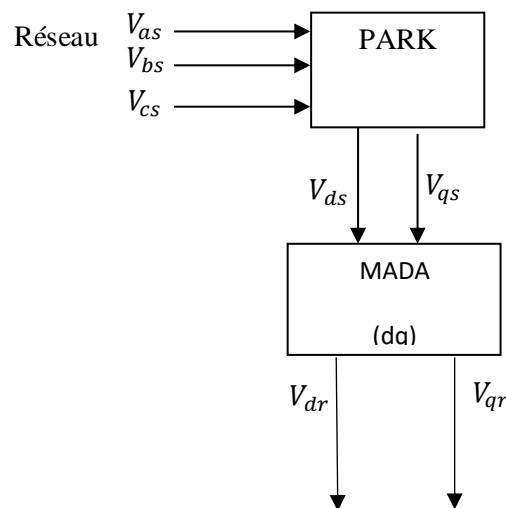 Réseau
V_as
V_bs
V_cs
PARK
V_ds
V_qs
MADA
(dq)
V_dr
V_qr